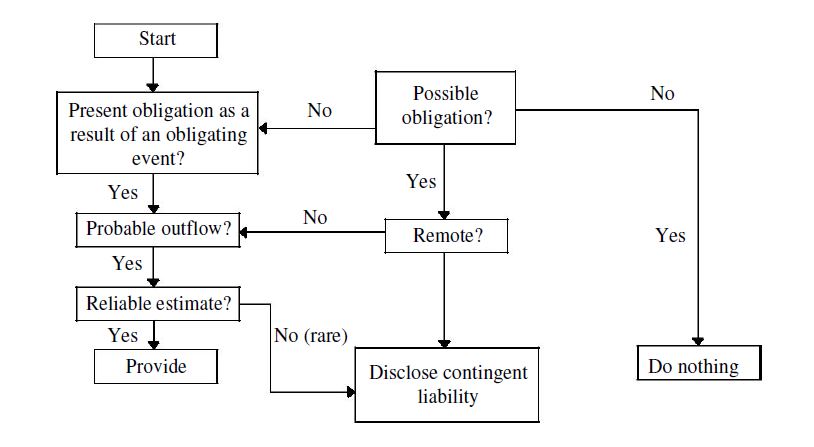 Start
Present obligation as a
result of an obligating
event?
No
Possible
obligation?
No
Yes
Yes
Probable outflow?
No
Remote?
Yes
Yes
Reliable estimate?
Yes
No (rare)
Provide
Disclose contingent
liability
Do nothing